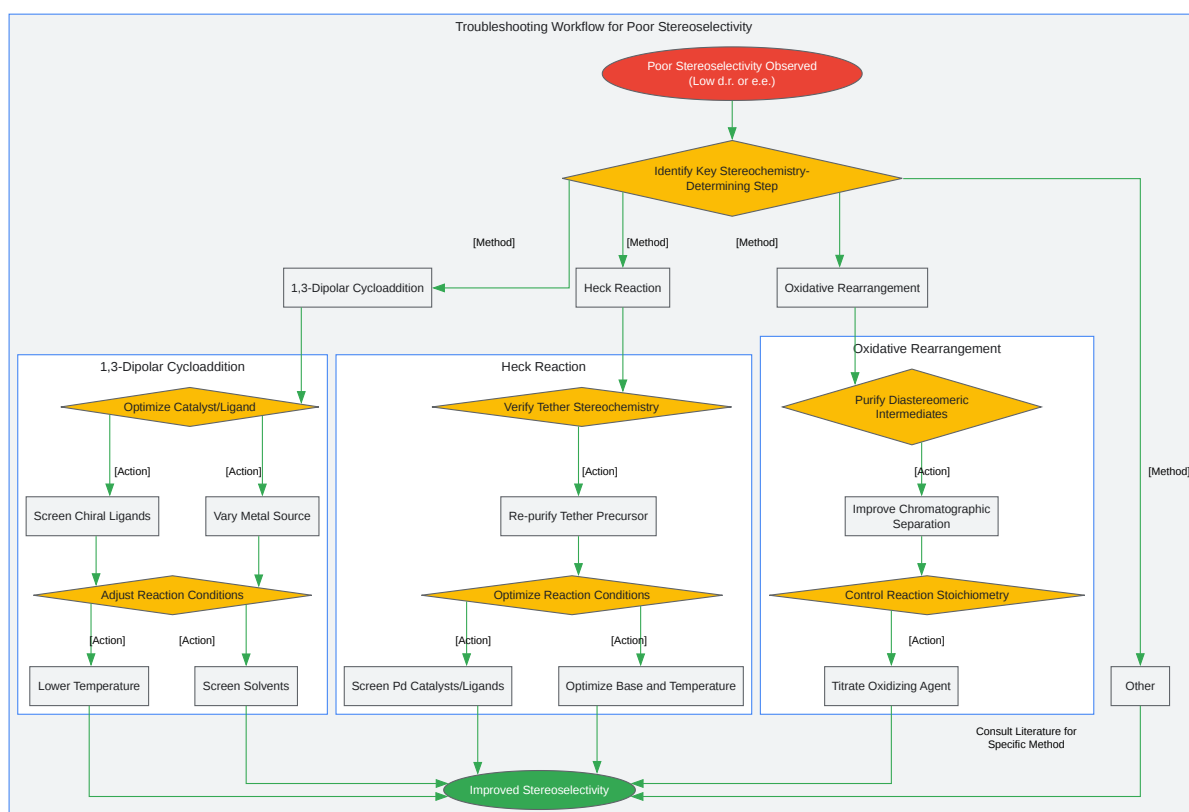 Troubleshooting Workflow for Poor Stereoselectivity
Poor Stereoselectivity Observed
(Low d.r. or e.e.)
Identify Key Stereochemistry-
Determining Step
[Method]
[Method]
[Method]
1,3-Dipolar Cycloaddition
Heck Reaction
Oxidative Rearrangement
1,3-Dipolar Cycloaddition
Heck Reaction
Oxidative Rearrangement
Optimize Catalyst/Ligand
Verify Tether Stereochemistry
Purify Diastereomeric
Intermediates
[Action]
[Action]
[Action]
[Action]
[Method]
Screen Chiral Ligands
Vary Metal Source
Re-purify Tether Precursor
Improve Chromatographic
Separation
Adjust Reaction Conditions
Optimize Reaction Conditions
Control Reaction Stoichiometry
[Action]
[Action]
[Action]
[Action]
[Action]
Lower Temperature
Screen Solvents
Screen Pd Catalysts/Ligands
Optimize Base and Temperature
Titrate Oxidizing Agent
Other
Consult Literature for
Specific Method
Improved Stereoselectivity